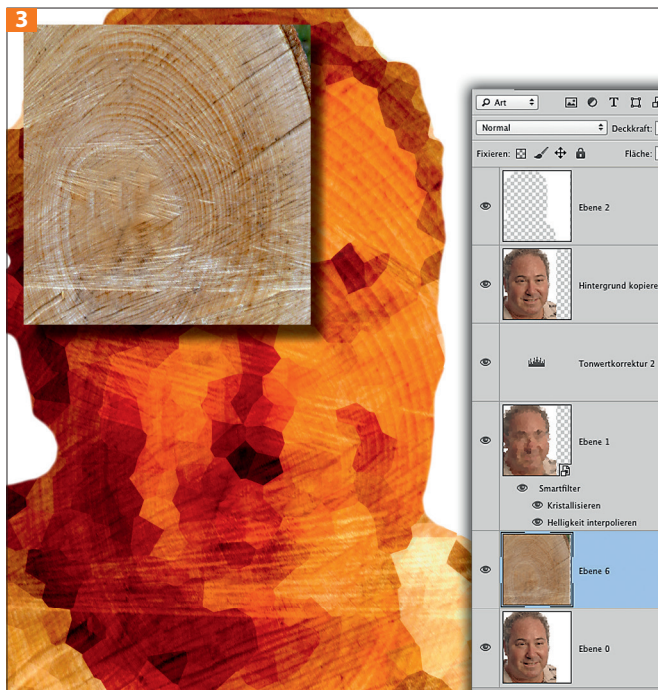 3
Art
Normal
Deckkraft:
Fixieren:
Fläche:
Ebene 2
Hintergrund kopiere
Tonwertkorrektur 2
Ebene 1
Smartfilter
Kristallisieren
Helligkeit interpolieren
Ebene 6
Ebene 0